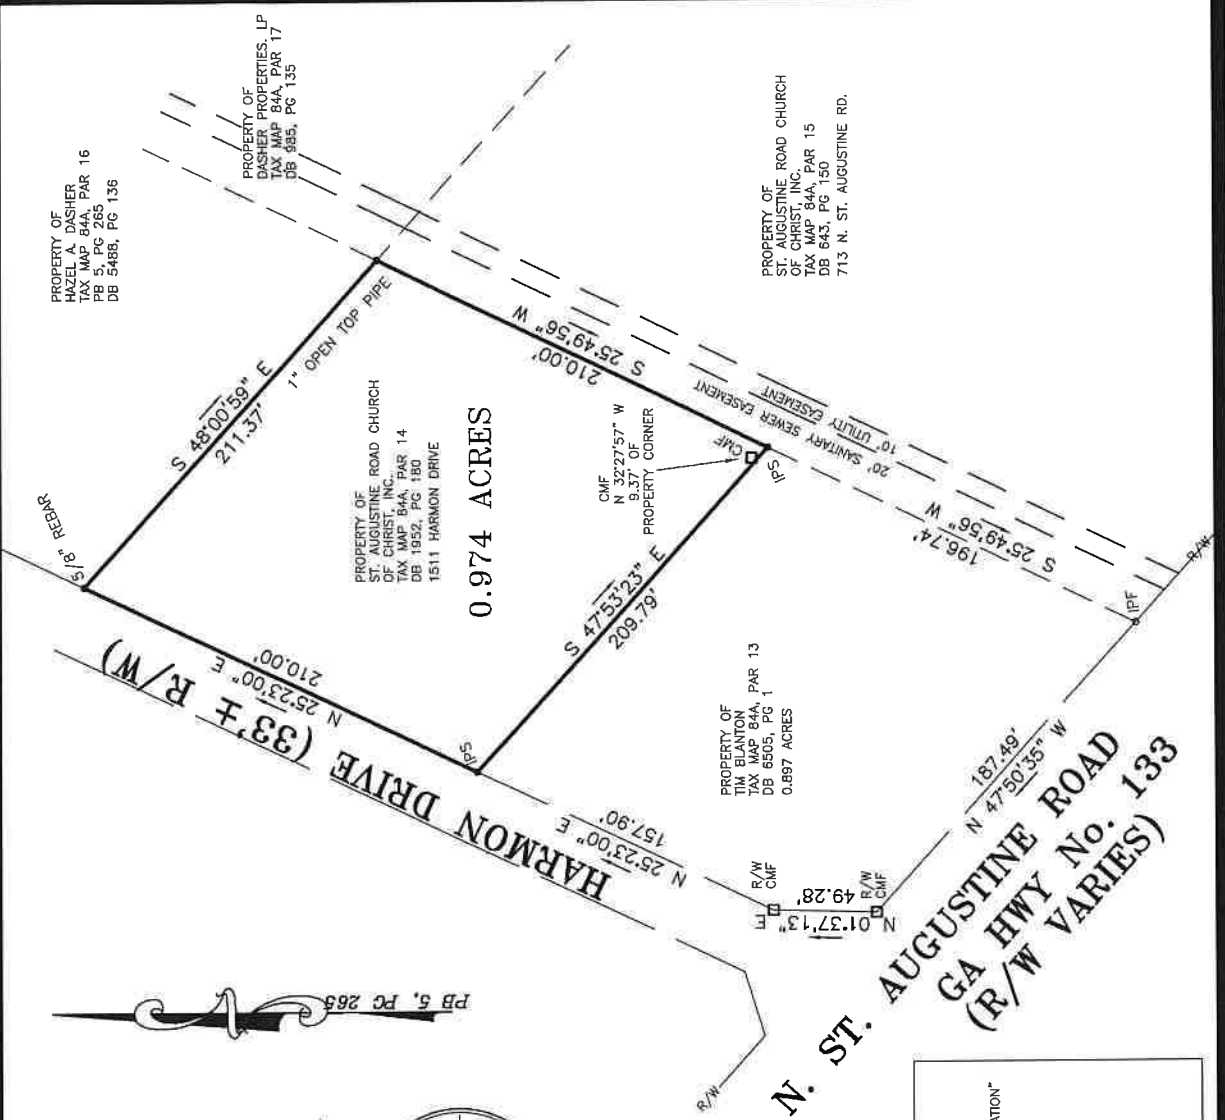 PROPERTY OF
HAZEL A. DASHER
TAX MAP 84A, PAR 16
PB 5, PG 265
DB 5488, PG 136
PROPERTY OF
DASHER PROPERTIES, LP
TAX MAP 84A, PAR 17
DB 985, PG 135
PROPERTY OF
ST. AUGUSTINE ROAD CHURCH
OF CHRIST, INC.
TAX MAP 84A, PAR 15
DB 643, PG 150
713 N. ST. AUGUSTINE RD.
5/8" REBAR
S 48°00'59" E
211.37'
1" OPEN TOP PIPE
S 25°49'56" W
210.00'
PROPERTY OF
ST. AUGUSTINE ROAD CHURCH
OF CHRIST, INC.
TAX MAP 84A, PAR 14
DB 1952, PG 180
1511 HARMON DRIVE
0.974 ACRES
CMF
N 32°27'57" W
9.37' OF
PROPERTY CORNER
CMF
IPS
20' SANITARY SEWER EASEMENT
10' UTILITY EASEMENT
N 25°23'00" E
210.00'
HARMON DRIVE (33'± R/W)
IPS
S 47°53'23" E
209.79'
S 25°49'56" W
196.74'
R/W
IPF
PROPERTY OF
TIM BLANTON
TAX MAP 84A, PAR 13
DB 6505, PG 1
0.897 ACRES
N 25°23'00" E
157.90'
R/W
CMF
N 01°37'13" E
49.28'
R/W
CMF
187.49'
N 47°50'35" W
N. ST. AUGUSTINE ROAD
GA HWY No. 133
(R/W VARIES)
R/W
N
PB 5, PG 265